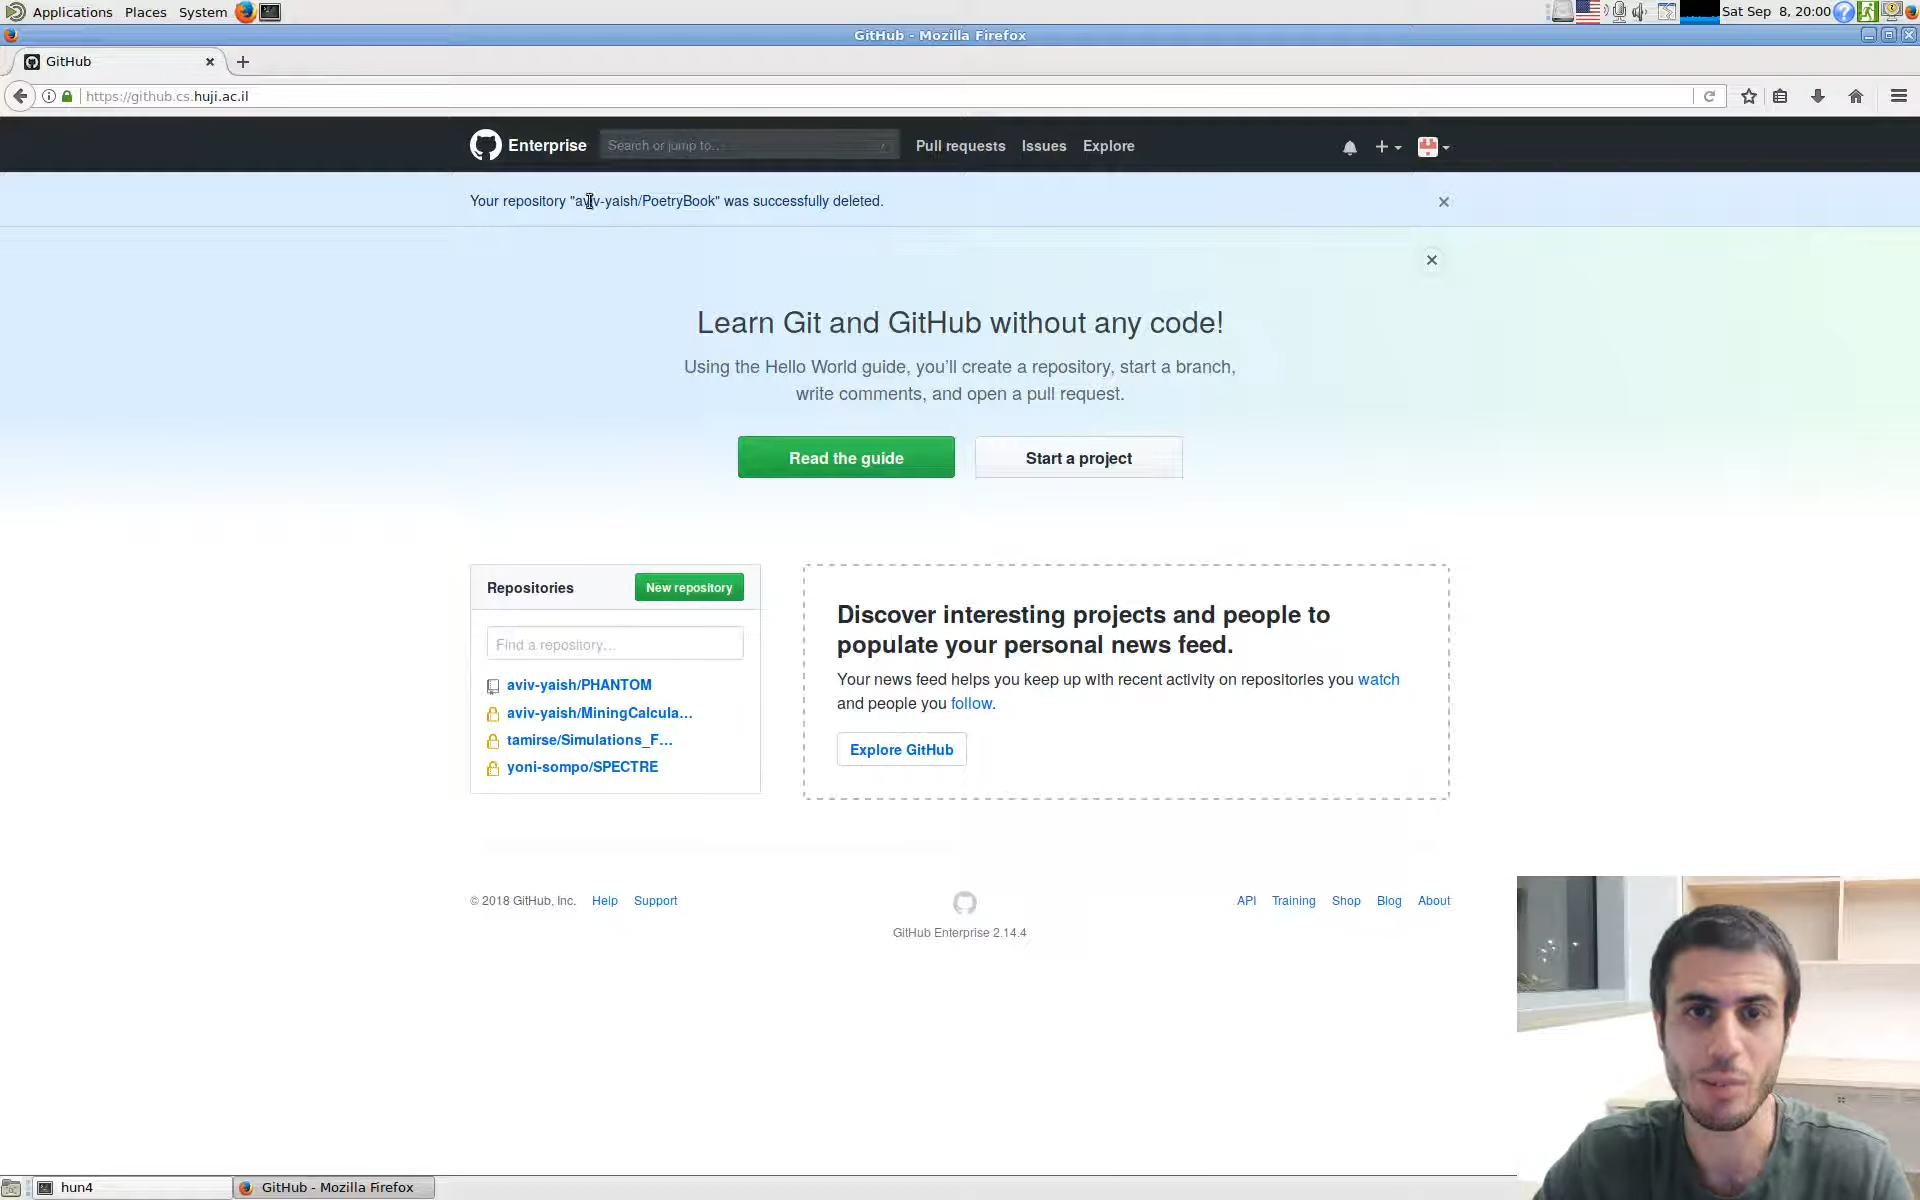 Applications Places System
Sat Sep 8, 20:00
GitHub - Mozilla Firefox
GitHub
https://github.cs.huji.ac.il
Enterprise
Search or jump to...
/
Pull requests Issues Explore
Your repository "aviv-yaish/PoetryBook" was successfully deleted.
Learn Git and GitHub without any code!
Using the Hello World guide, you'll create a repository, start a branch,
write comments, and open a pull request.
Read the guide
Start a project
Repositories
New repository
Find a repository...
aviv-yaish/PHANTOM
aviv-yaish/MiningCalcula...
tamirse/Simulations_F...
yoni-sompo/SPECTRE
Discover interesting projects and people to
populate your personal news feed.
Your news feed helps you keep up with recent activity on repositories you watch
and people you follow.
Explore GitHub
© 2018 GitHub, Inc. Help Support
API Training Shop Blog About
GitHub Enterprise 2.14.4
hun4
GitHub - Mozilla Firefox